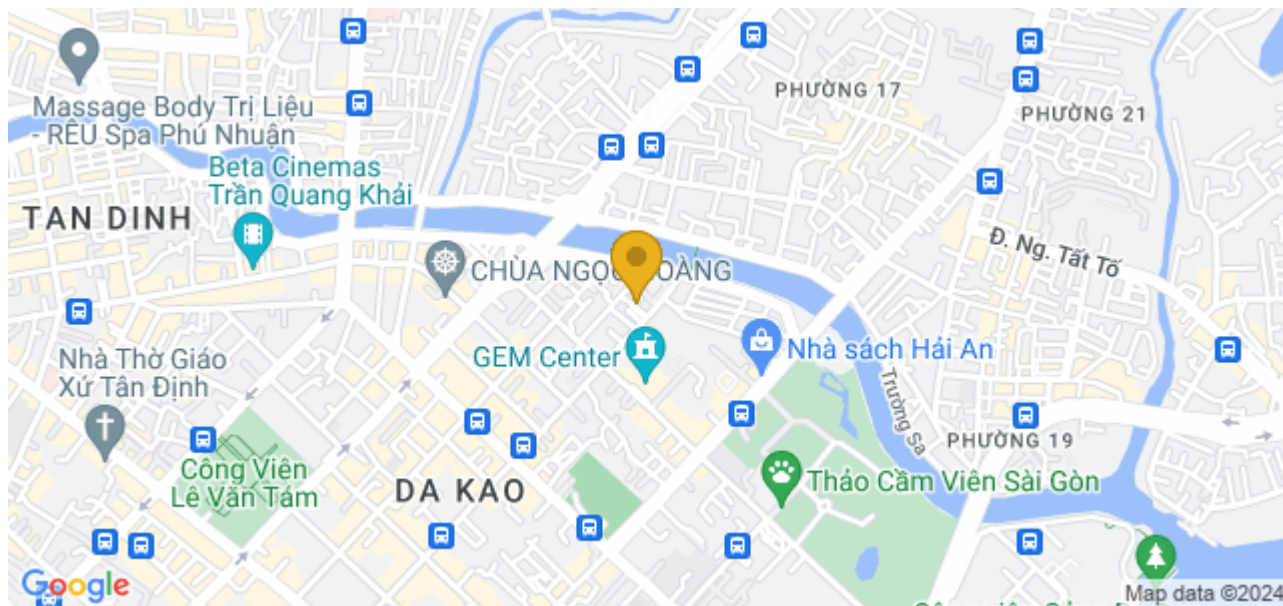 PHƯỜNG 17
PHƯỜNG 21
Massage Body Trị Liệu
- RÊU Spa Phú Nhuận
Beta Cinemas
Trần Quang Khải
TAN DINH
Đ. Ng. Tất Tố
CHÙA NGỌC HOÀNG
GEM Center
Nhà sách Hải An
Nhà Thờ Giáo
Xứ Tân Định
Trường Sa
PHƯỜNG 19
Công Viên
Lê Văn Tám
DA KAO
Thảo Cầm Viên Sài Gòn
Google
Map data ©2024